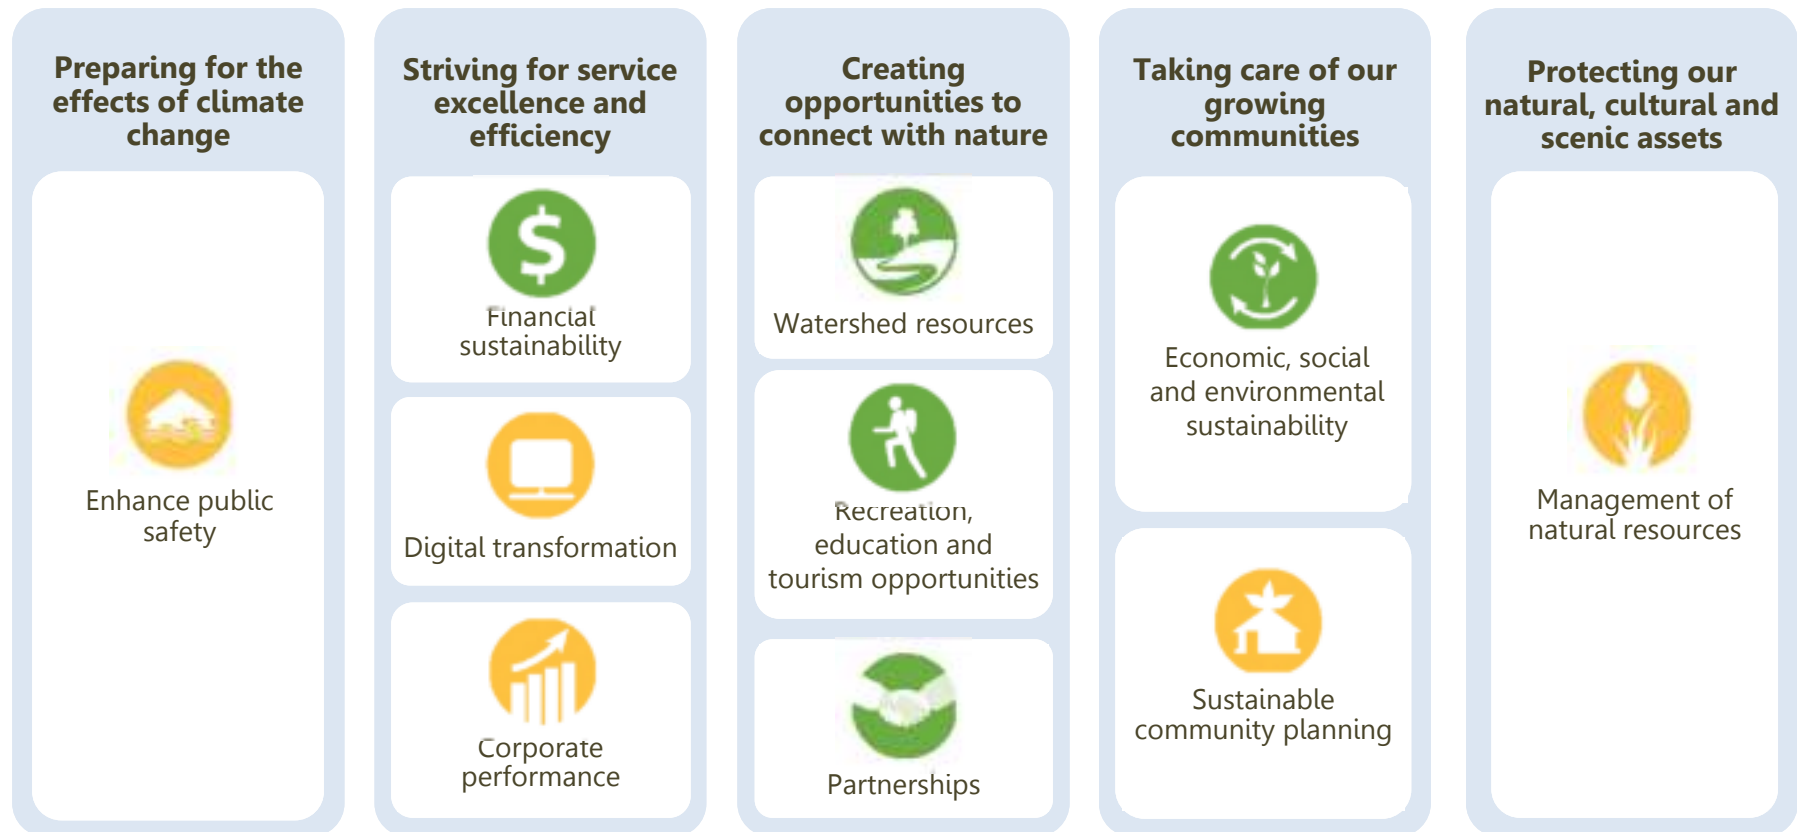 Preparing for the
effects of climate
change
Enhance public
safety
Striving for service
excellence and
efficiency
$
Financial
sustainability
Digital transformation
Corporate
performance
Creating
opportunities to
connect with nature
Watershed resources
Recreation,
education and
tourism opportunities
Partnerships
Taking care of our
growing
communities
Economic, social
and environmental
sustainability
Sustainable
community planning
Protecting our
natural, cultural and
scenic assets
Management of
natural resources